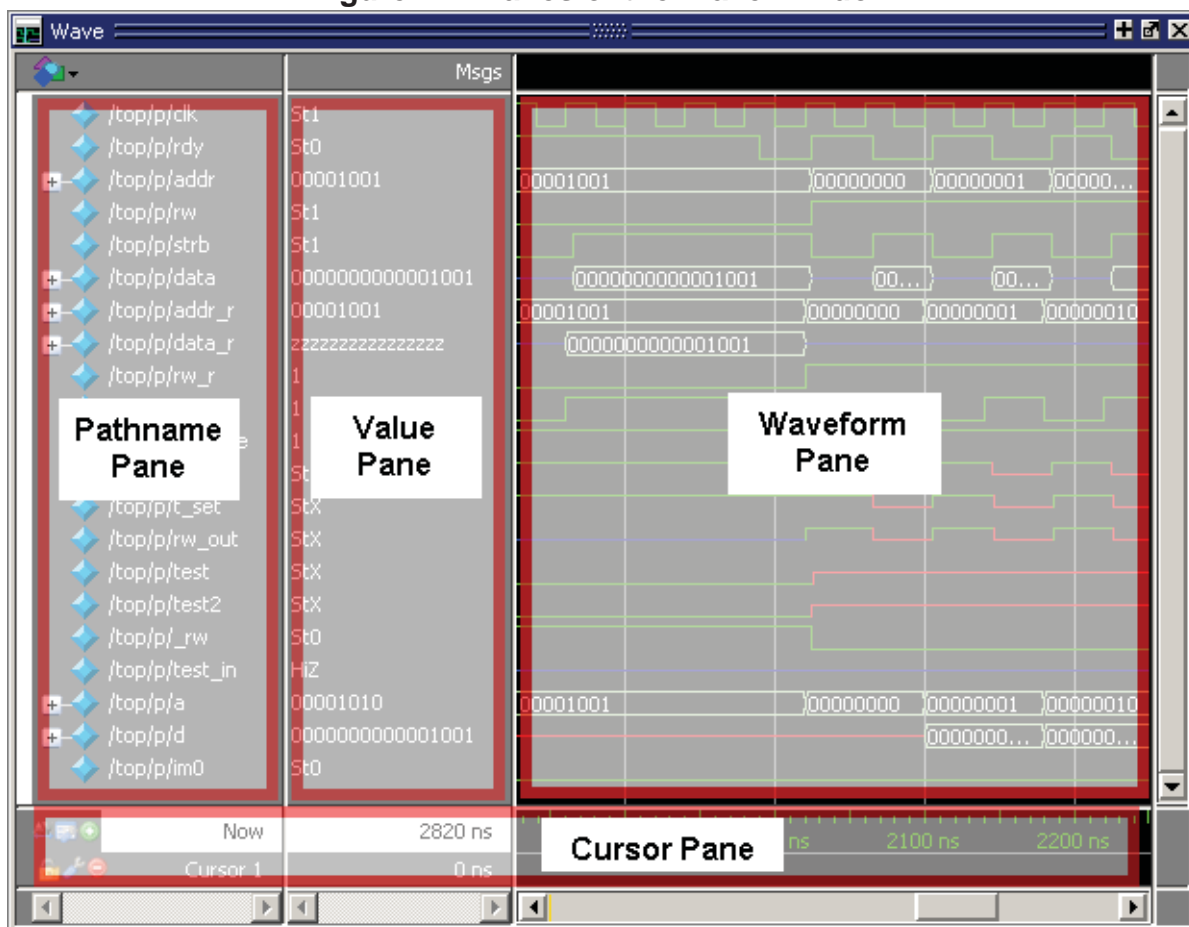 Wave
Msgs
/top/p/clk St1
/top/p/rdy St0
/top/p/addr 00001001 00001001 00000000 00000001 00000...
/top/p/rw St1
/top/p/strb St1
/top/p/data 0000000000001001 0000000000001001 00... 00...
/top/p/addr_r 00001001 00001001 00000000 00000001 00000010
/top/p/data_r zzzzzzzzzzzzzzzz 0000000000001001
/top/p/rw_r 1
1
e 1
Pathname Pane
Value Pane
Waveform Pane
St
/top/p/t_set StX
/top/p/rw_out StX
/top/p/test StX
/top/p/test2 StX
/top/p/_rw St0
/top/p/test_in HiZ
/top/p/a 00001010 00001001 00000000 00000001 00000010
/top/p/d 0000000000001001 0000000... 000000...
/top/p/im0 St0
Now 2820 ns
ns 2100 ns 2200 ns
Cursor Pane
Cursor 1 0 ns